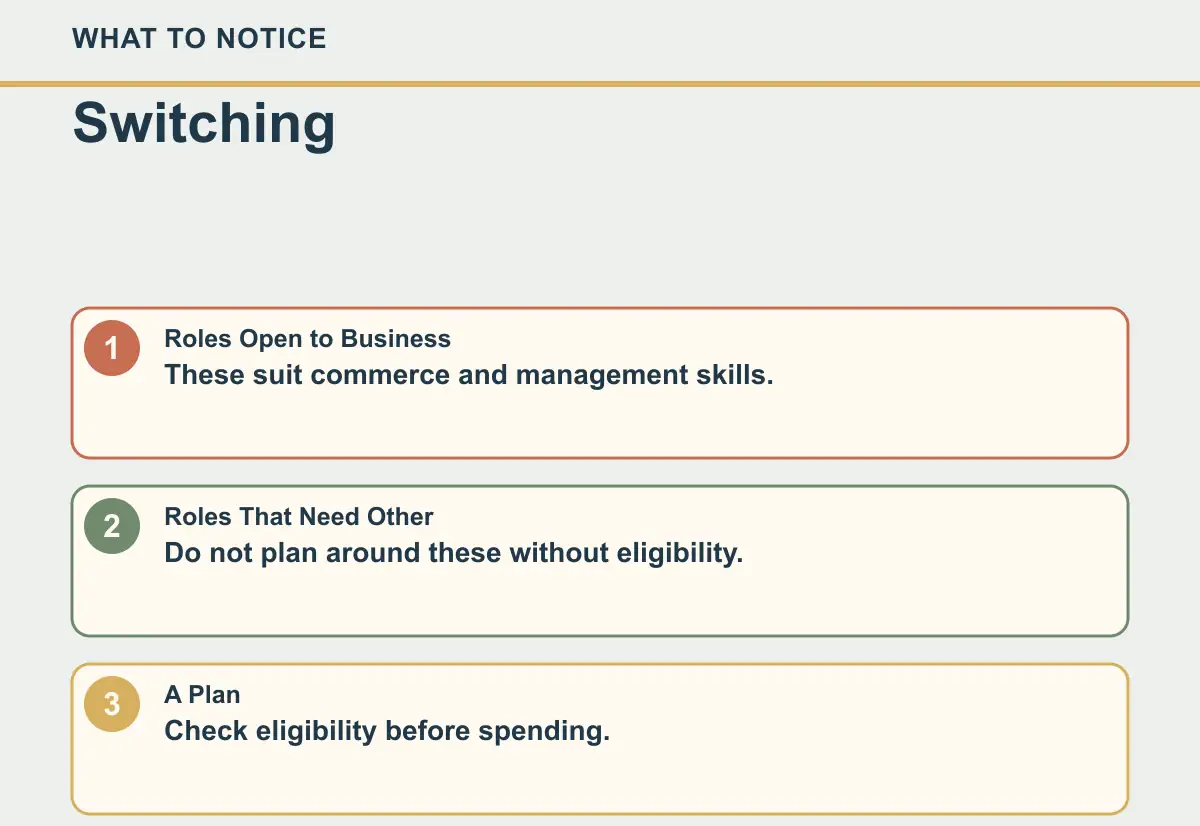 WHAT TO NOTICE
Switching
1
Roles Open to Business
These suit commerce and management skills.
2
Roles That Need Other
Do not plan around these without eligibility.
3
A Plan
Check eligibility before spending.